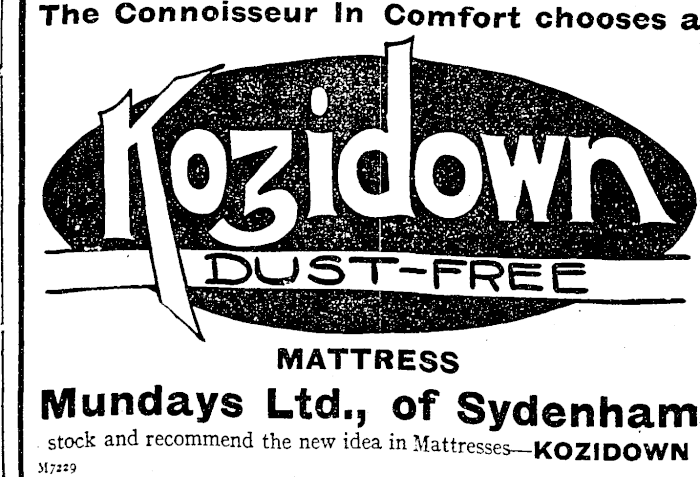 The Connoisseur In Comfort chooses a
Kozidown
DUST-FREE
MATTRESS
Mundays Ltd., of Sydenham
stock and recommend the new idea in Mattresses—KOZIDOWN
M7229